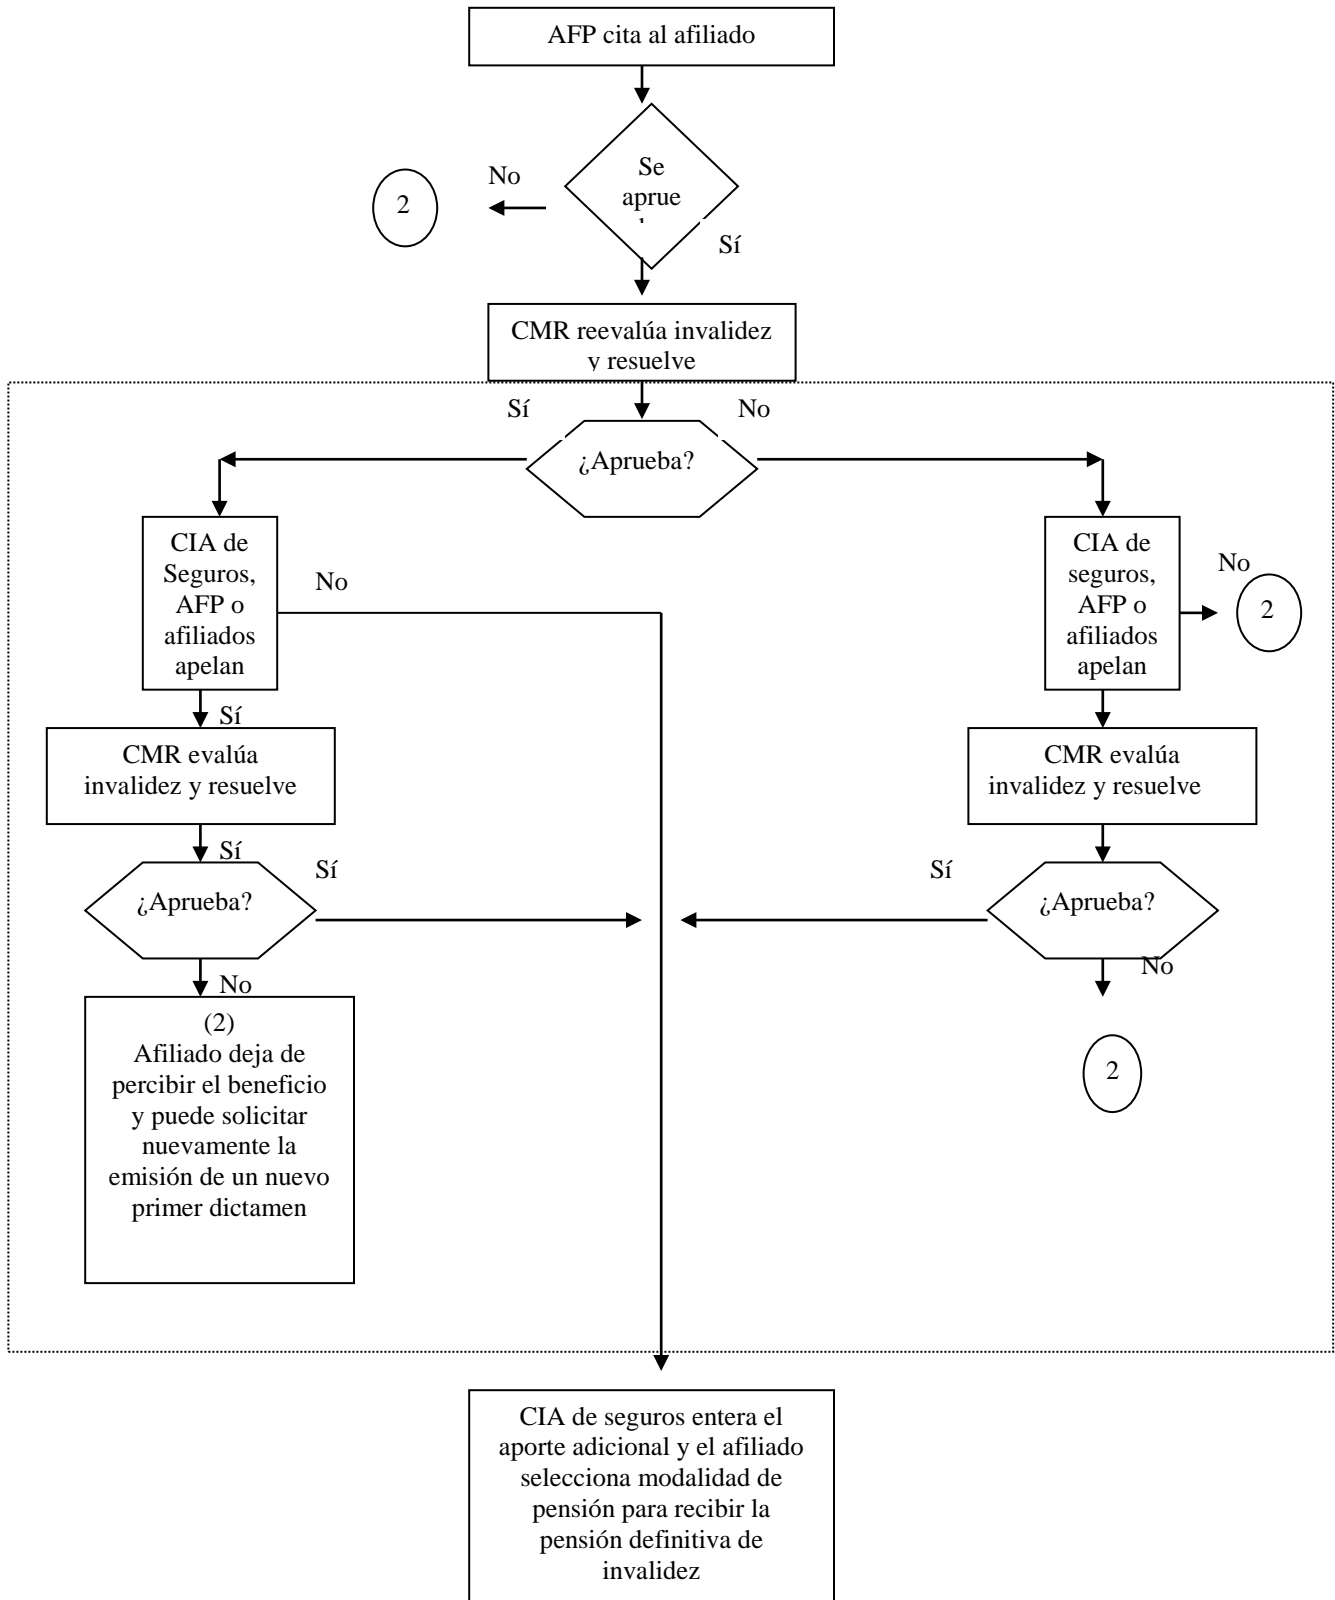 AFP cita al afiliado
Se
aprue
No
2
Sí
CMR reevalúa invalidez
y resuelve
Sí
No
¿Aprueba?
CIA de
Seguros,
AFP o
afiliados
apelan
No
CIA de
seguros,
AFP o
afiliados
apelan
No
2
Sí
CMR evalúa
invalidez y resuelve
CMR evalúa
invalidez y resuelve
Sí
¿Aprueba?
Sí
Sí
¿Aprueba?
No
No
(2)
Afiliado deja de
percibir el beneficio
y puede solicitar
nuevamente la
emisión de un nuevo
primer dictamen
2
CIA de seguros entera el
aporte adicional y el afiliado
selecciona modalidad de
pensión para recibir la
pensión definitiva de
invalidez